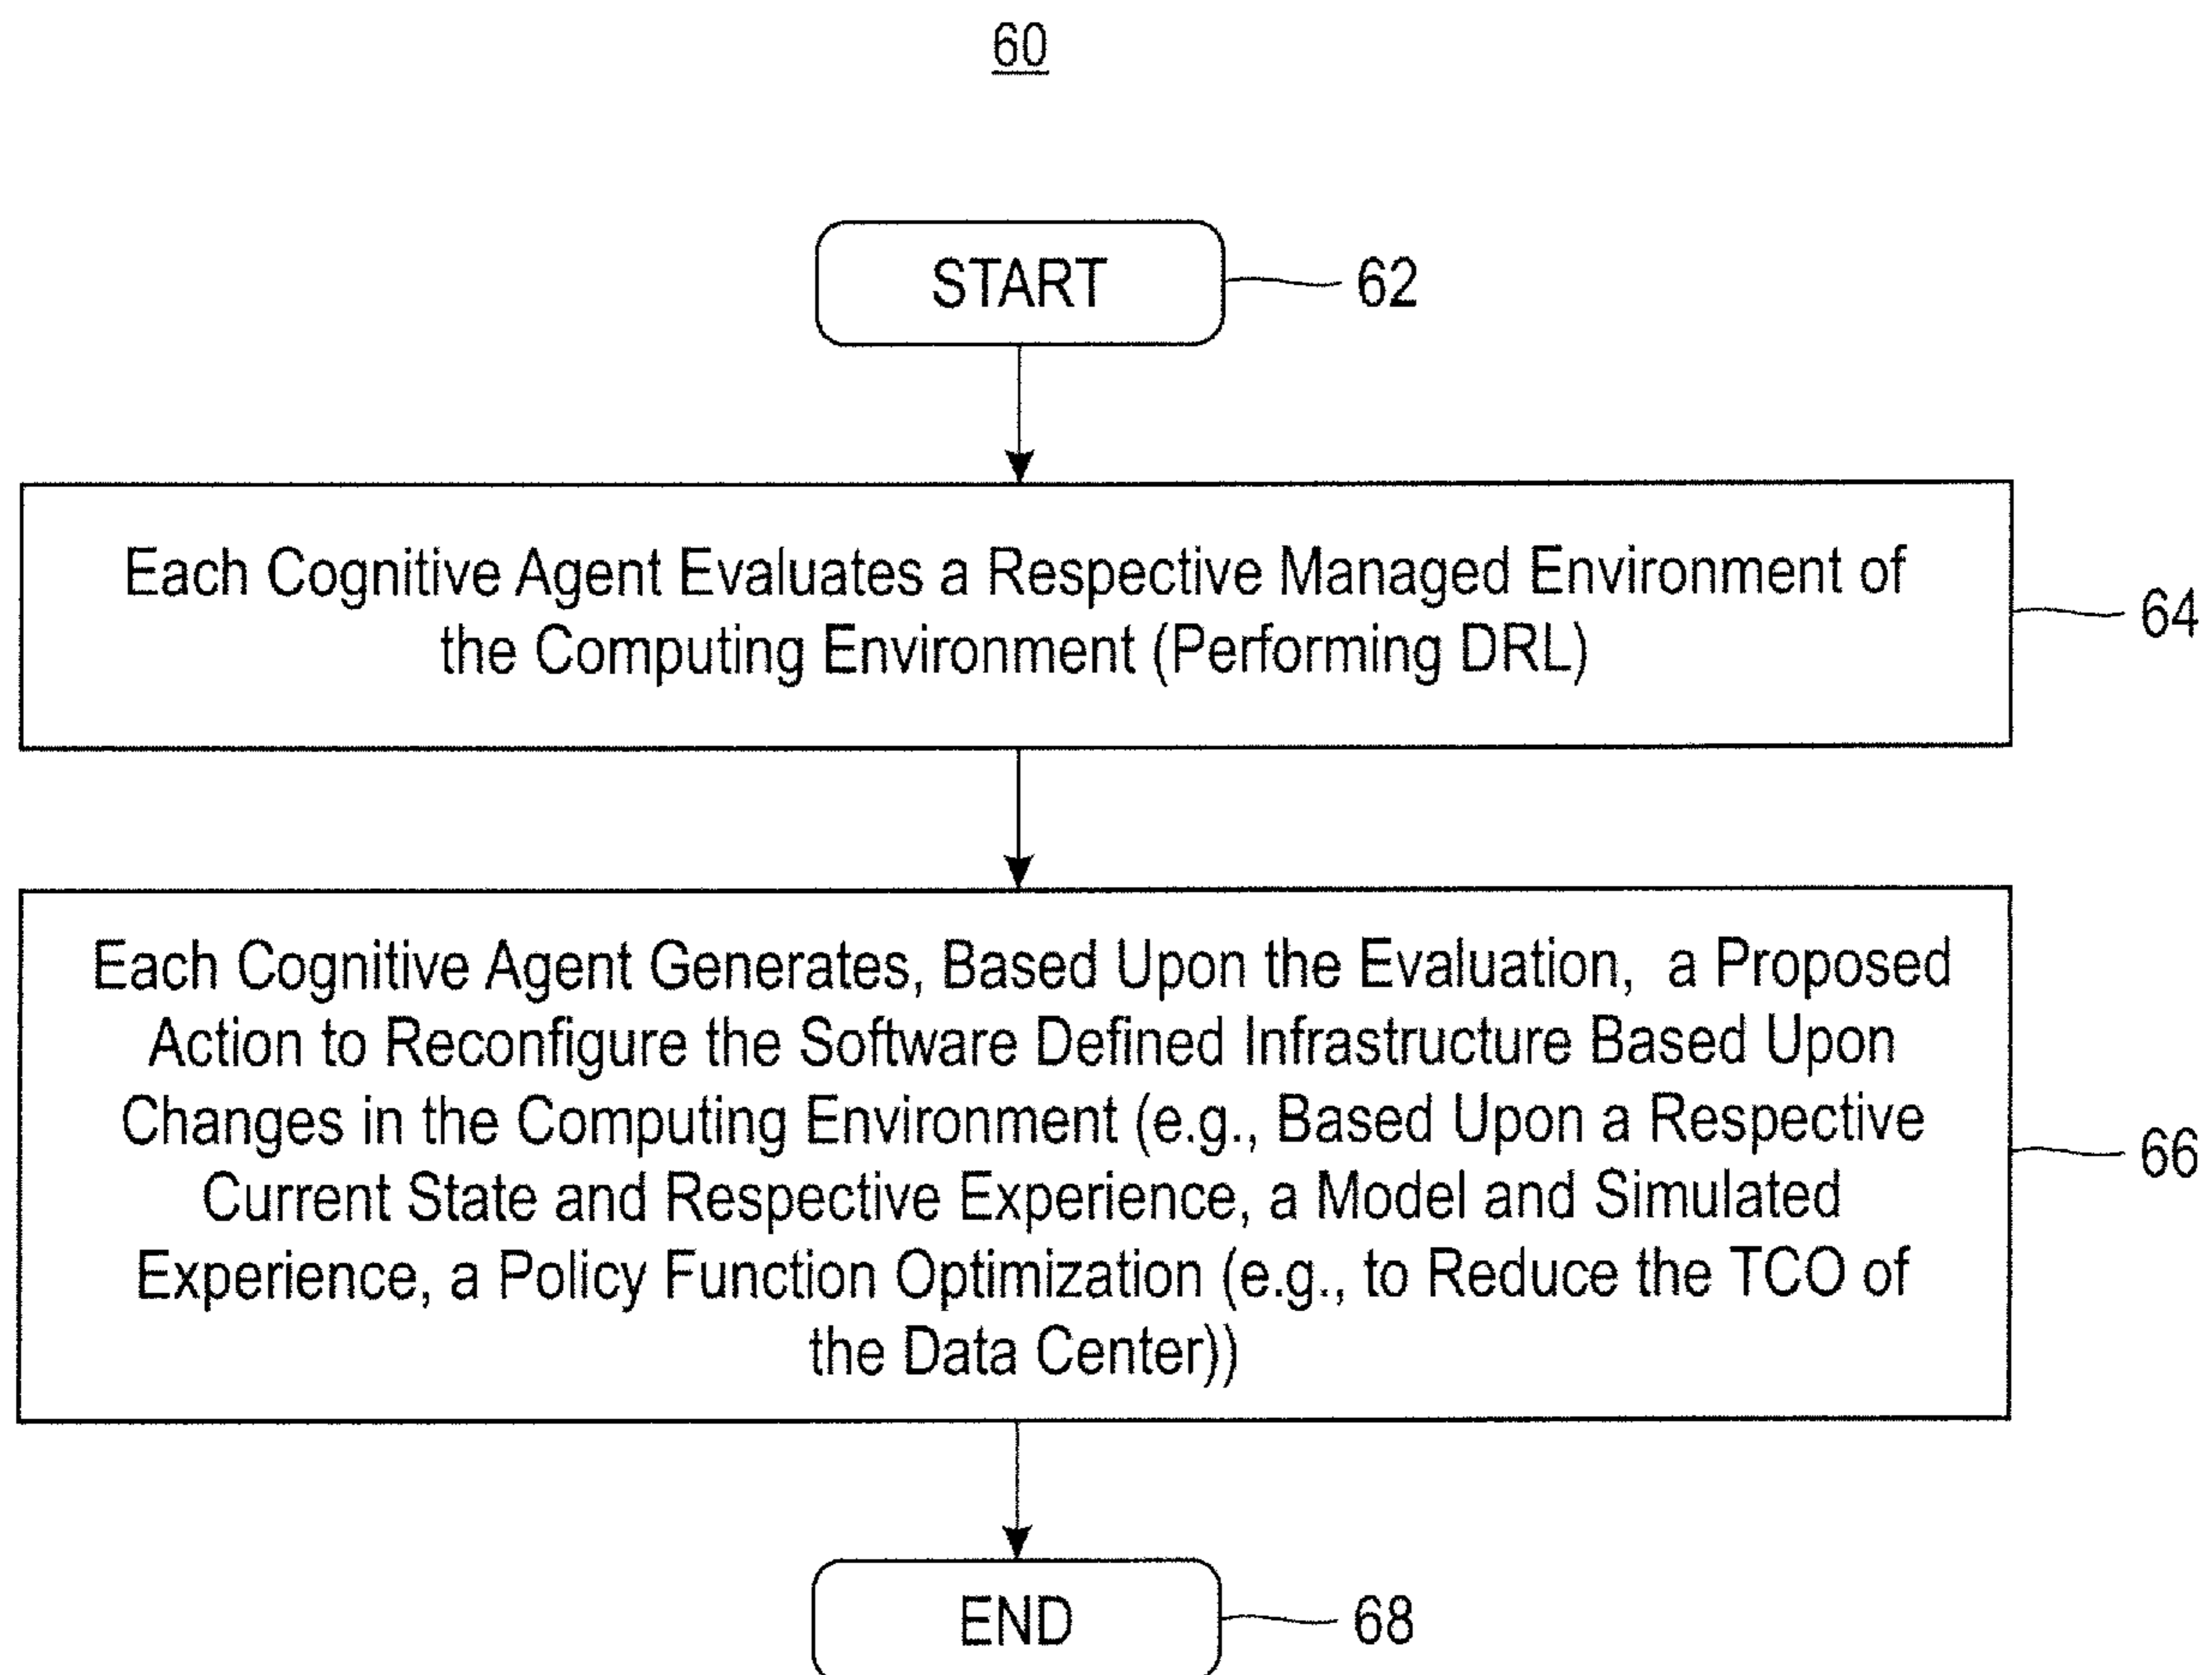 60
START
62
Each Cognitive Agent Evaluates a Respective Managed Environment of
the Computing Environment (Performing DRL)
64
Each Cognitive Agent Generates, Based Upon the Evaluation, a Proposed
Action to Reconfigure the Software Defined Infrastructure Based Upon
Changes in the Computing Environment (e.g., Based Upon a Respective
Current State and Respective Experience, a Model and Simulated
Experience, a Policy Function Optimization (e.g., to Reduce the TCO of
the Data Center))
66
END
68